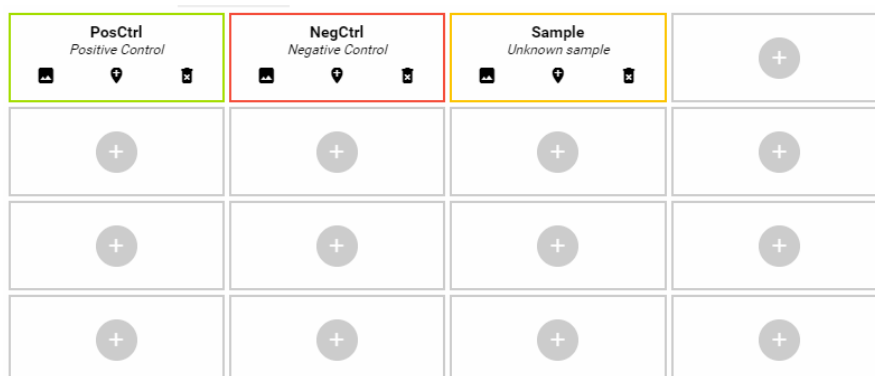 PosCtrl
Positive Control
NegCtrl
Negative Control
Sample
Unknown sample